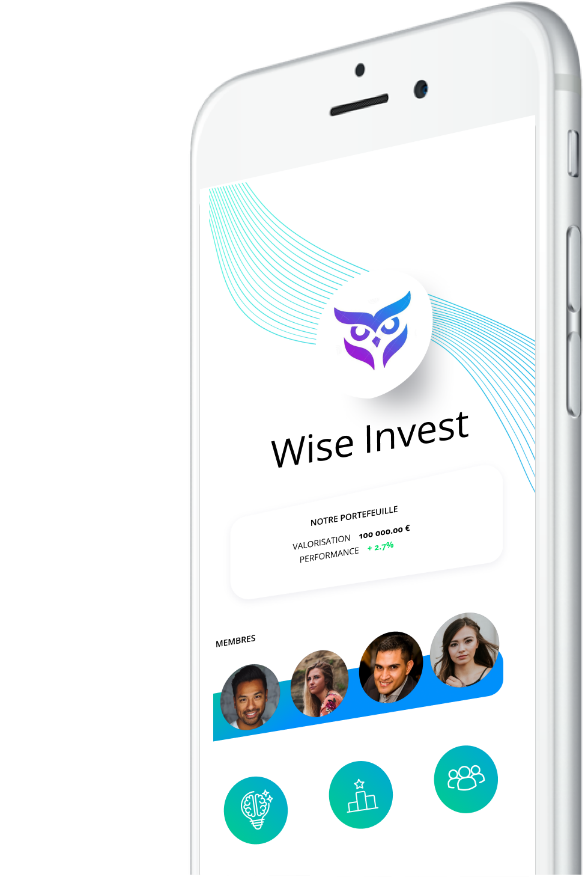 Wise Invest
NOTRE PORTEFEUILLE
VALORISATION 100 000.00 €
PERFORMANCE + 2.7%
MEMBRES